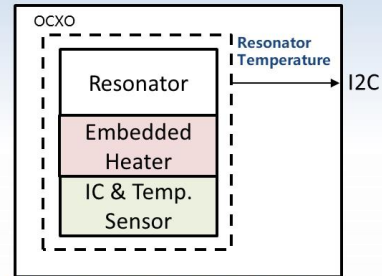 OCXO
Resonator
Temperature
I2C
Resonator
Embedded
Heater
IC & Temp.
Sensor